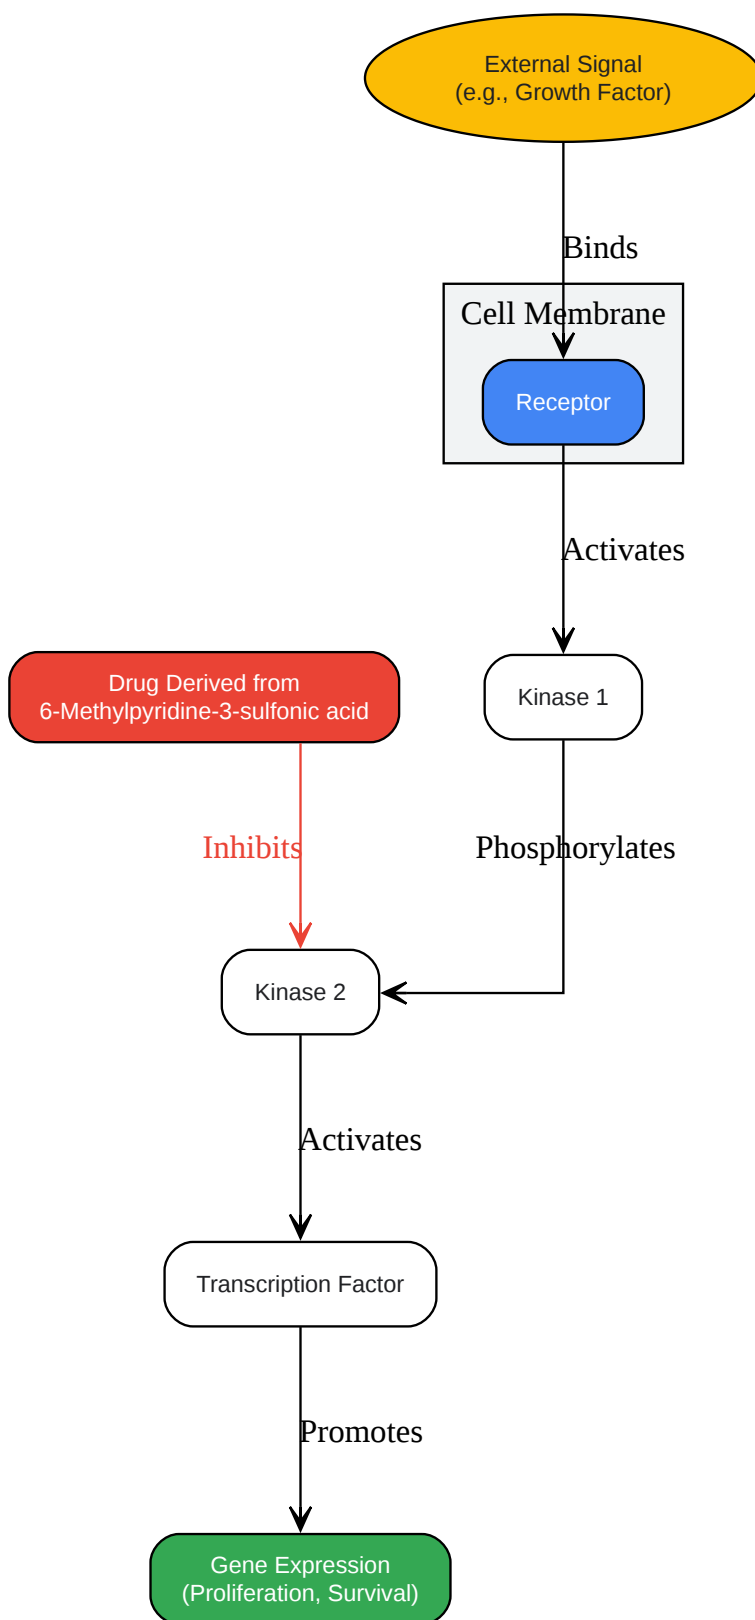 External Signal
(e.g., Growth Factor)
Binds
Cell Membrane
Receptor
Activates
Drug Derived from
6-Methylpyridine-3-sulfonic acid
Kinase 1
Inhibits
Phosphorylates
Kinase 2
Activates
Transcription Factor
Promotes
Gene Expression
(Proliferation, Survival)